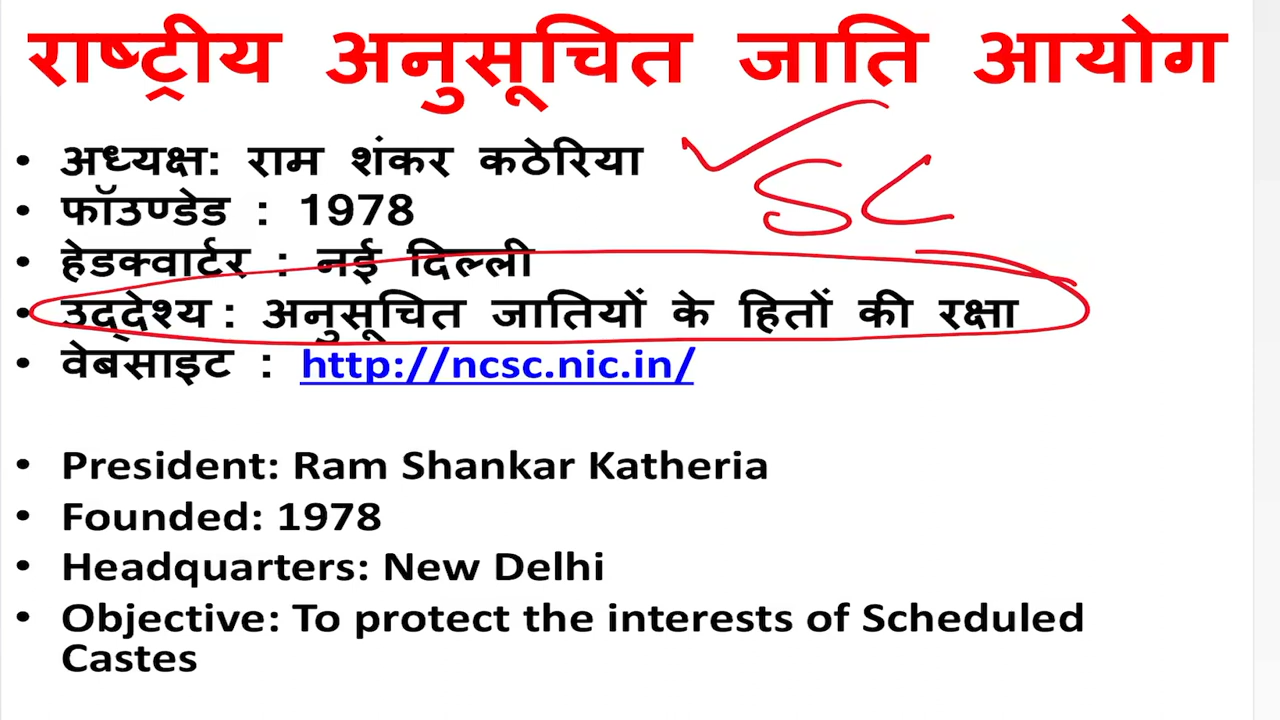 राष्ट्रीय अनुसूचित जाति आयोग
• अध्यक्ष: राम शंकर कठेरिया
SC
• फॉउण्डेड : 1978
• हेडक्वार्टर : नई दिल्ली
• उद्देश्य : अनुसूचित जातियों के हितों की रक्षा
• वेबसाइट : http://ncsc.nic.in/
• President: Ram Shankar Katheria
• Founded: 1978
• Headquarters: New Delhi
• Objective: To protect the interests of Scheduled
Castes